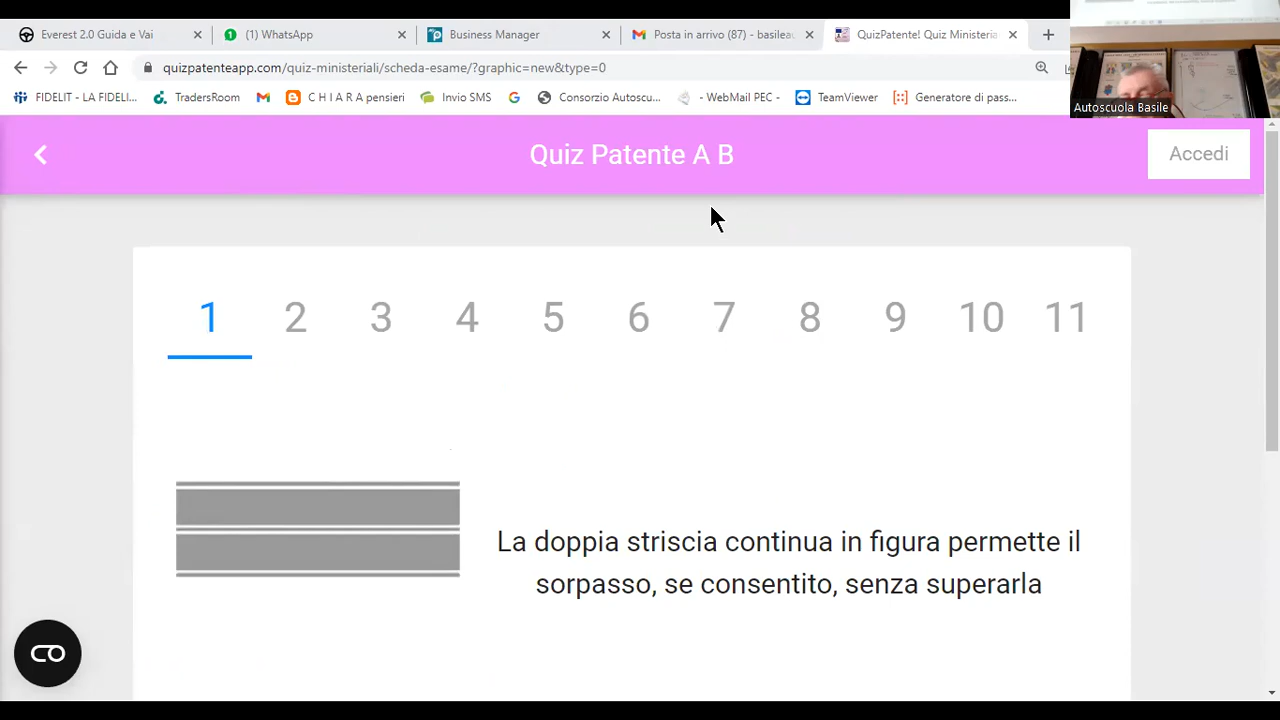 Everest 2.0 Guida e Vai
(1) WhatsApp
Business Manager
Posta in arrivo (87) - basileau
QuizPatente! Quiz Ministeria
quizpatenteapp.com/quiz-ministeriali/schedaesame/?graphic=new&type=0
FIDELIT - LA FIDELI...
TradersRoom
C H I A R A pensieri
Invio SMS
Consorzio Autoscu...
- WebMail PEC -
TeamViewer
Generatore di pass...
Autoscuola Basile
Quiz Patente A B
Accedi
1 2 3 4 5 6 7 8 9 10 11
La doppia striscia continua in figura permette il
sorpasso, se consentito, senza superarla